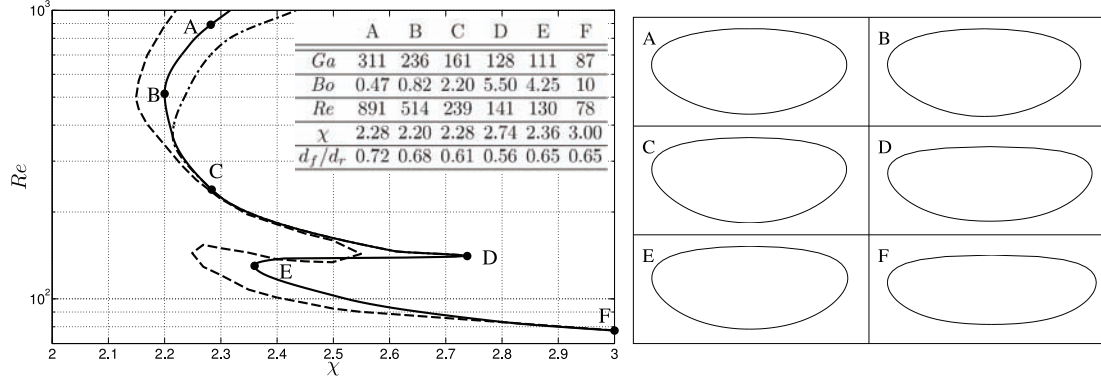 10³
A
B C D E F
Ga 311 236 161 128 111 87
Bo 0.47 0.82 2.20 5.50 4.25 10
Re 891 514 239 141 130 78
χ 2.28 2.20 2.28 2.74 2.36 3.00
d_f/d_r 0.72 0.68 0.61 0.56 0.65 0.65
A
B
C
D
E
F
Re
10²
2 2.1 2.2 2.3 2.4 2.5 2.6 2.7 2.8 2.9 3
χ
A
B
C
D
E
F